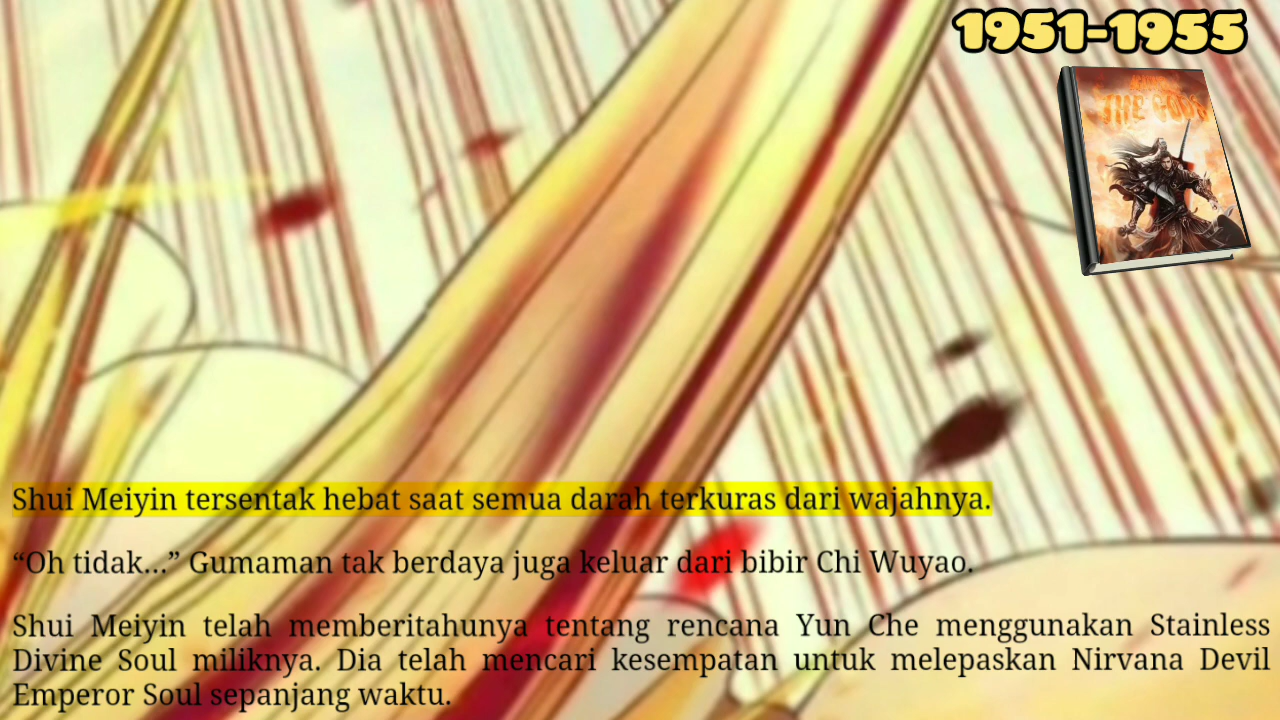 1951-1955
AGAINST
THE GODS
Shui Meiyin tersentak hebat saat semua darah terkuras dari wajahnya.
“Oh tidak…” Gumaman tak berdaya juga keluar dari bibir Chi Wuyao.
Shui Meiyin telah memberitahunya tentang rencana Yun Che menggunakan Stainless
Divine Soul miliknya. Dia telah mencari kesempatan untuk melepaskan Nirvana Devil
Emperor Soul sepanjang waktu.